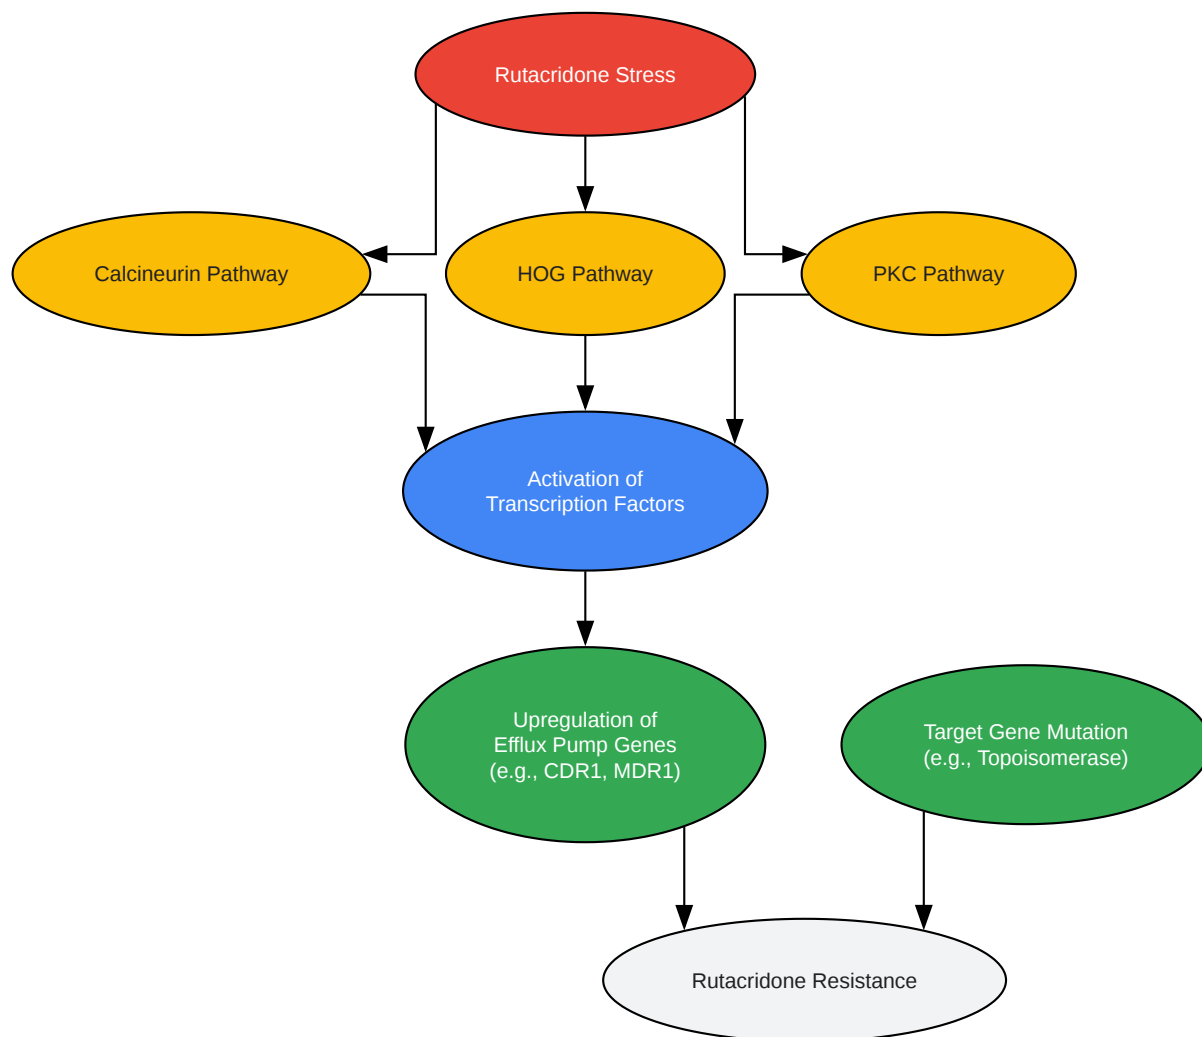 Rutacridone Stress
Calcineurin Pathway
HOG Pathway
PKC Pathway
Activation of
Transcription Factors
Upregulation of
Efflux Pump Genes
(e.g., CDR1, MDR1)
Target Gene Mutation
(e.g., Topoisomerase)
Rutacridone Resistance